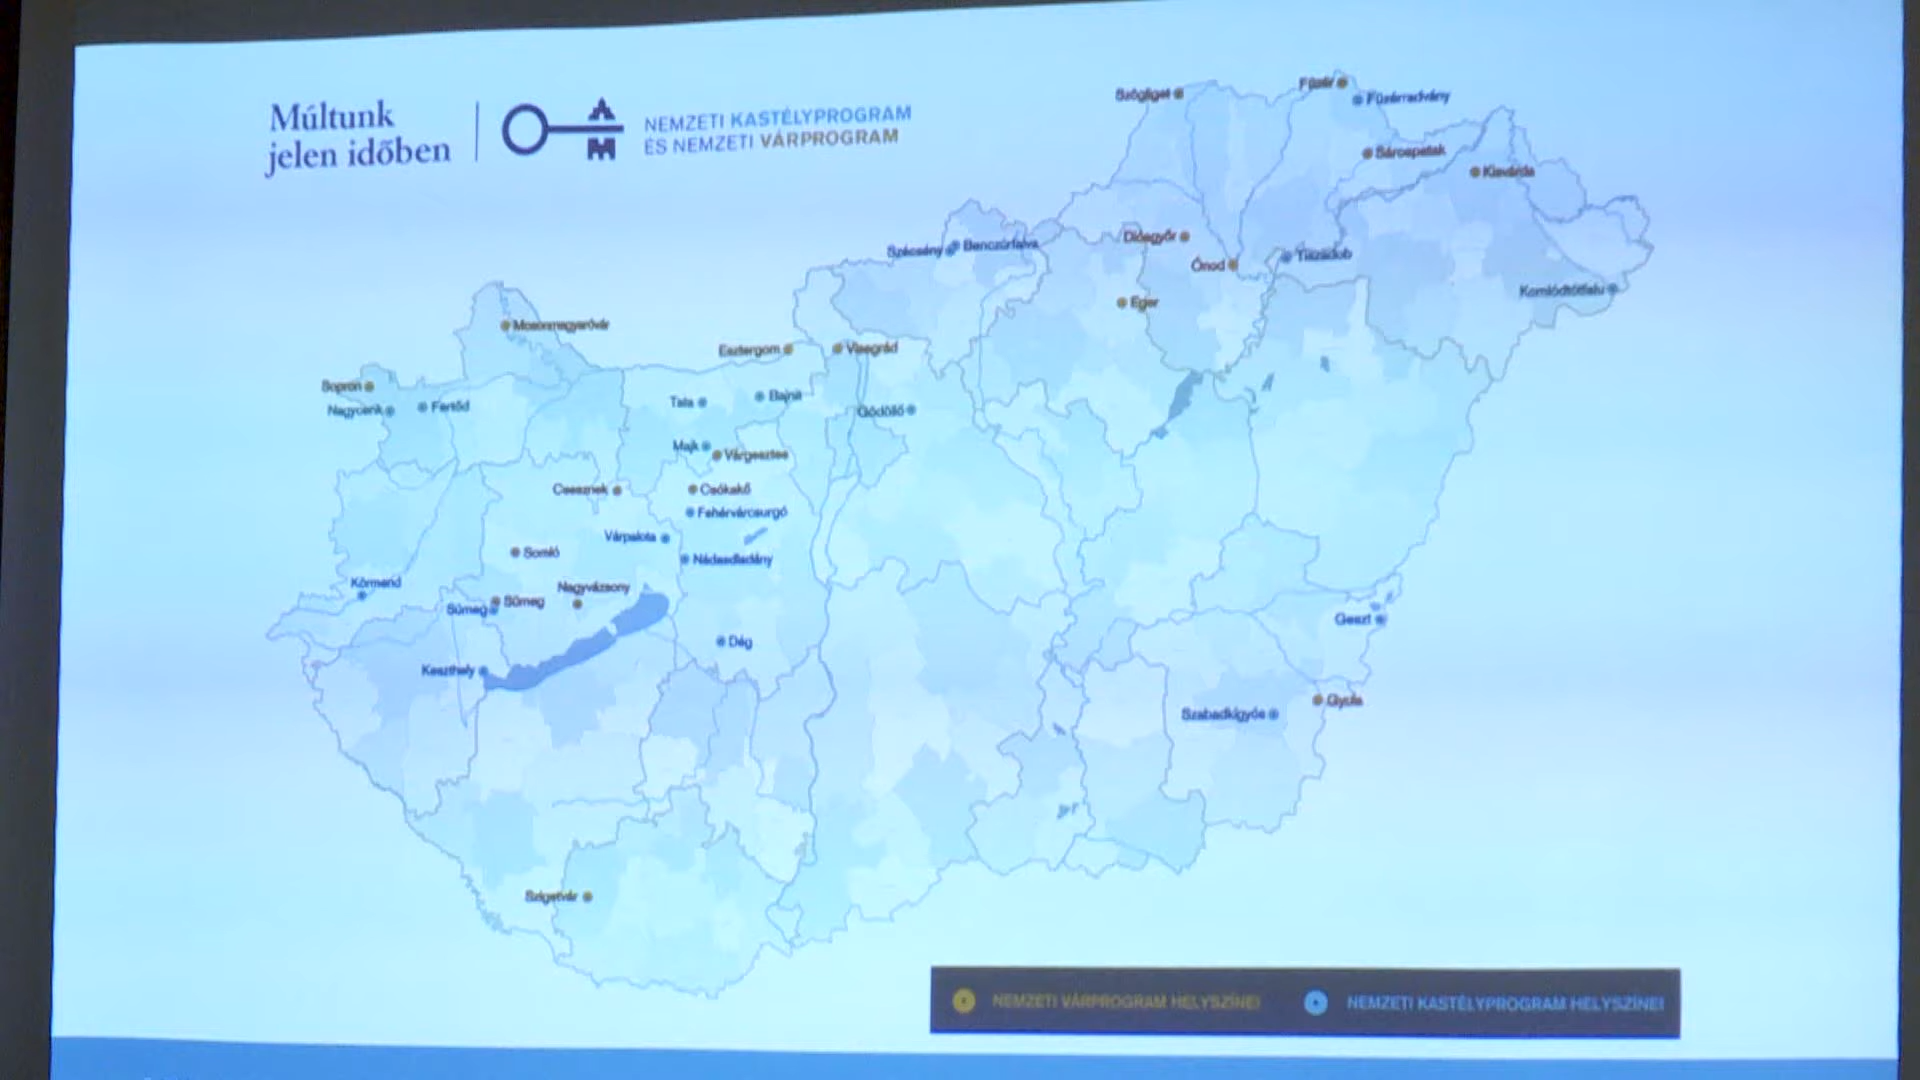 Múltunk
jelen időben
NEMZETI KASTÉLYPROGRAM
ÉS NEMZETI VÁRPROGRAM
Szögliget
Füzér
Füzérradvány
Sárospatak
Kisvárda
Szécsény
Benczúrfalva
Diósgyőr
Ónod
Tiszadob
Komlódtótfalu
Eger
Mosonmagyaróvár
Esztergom
Visegrád
Sopron
Nagycenk
Fertőd
Tata
Bajna
Gödöllő
Majk
Várgesztes
Csesznek
Csókakő
Fehérvárcsurgó
Várpalota
Somló
Nádasdladány
Körmend
Nagyvázsony
Sümeg
Sümeg
Geszt
Dég
Keszthely
Gyula
Szabadkígyós
Szigetvár
NEMZETI VÁRPROGRAM HELYSZÍNEI
NEMZETI KASTÉLYPROGRAM HELYSZÍNEI